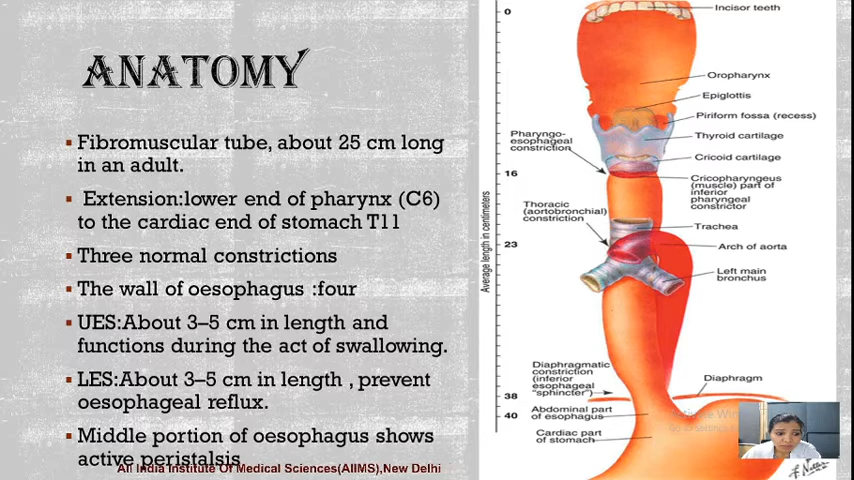 ANATOMY
▪ Fibromuscular tube, about 25 cm long
in an adult.
▪ Extension:lower end of pharynx (C6)
to the cardiac end of stomach T11
▪ Three normal constrictions
▪ The wall of oesophagus :four
▪ UES:About 3–5 cm in length and
functions during the act of swallowing.
▪ LES:About 3–5 cm in length , prevent
oesophageal reflux.
▪ Middle portion of oesophagus shows
active peristalsis
All India Institute Of Medical Sciences(AIIMS),New Delhi
Average length in centimeters
0
16
23
38
40
Pharyngo-
esophageal
constriction
Thoracic
(aortobronchial)
constriction
Diaphragmatic
constriction
(inferior
esophageal
"sphincter")
Abdominal part
of esophagus
Cardiac part
of stomach
Incisor teeth
Oropharynx
Epiglottis
Piriform fossa (recess)
Thyroid cartilage
Cricoid cartilage
Cricopharyngeus
(muscle) part of
inferior
pharyngeal
constrictor
Trachea
Arch of aorta
Left main
bronchus
Diaphragm